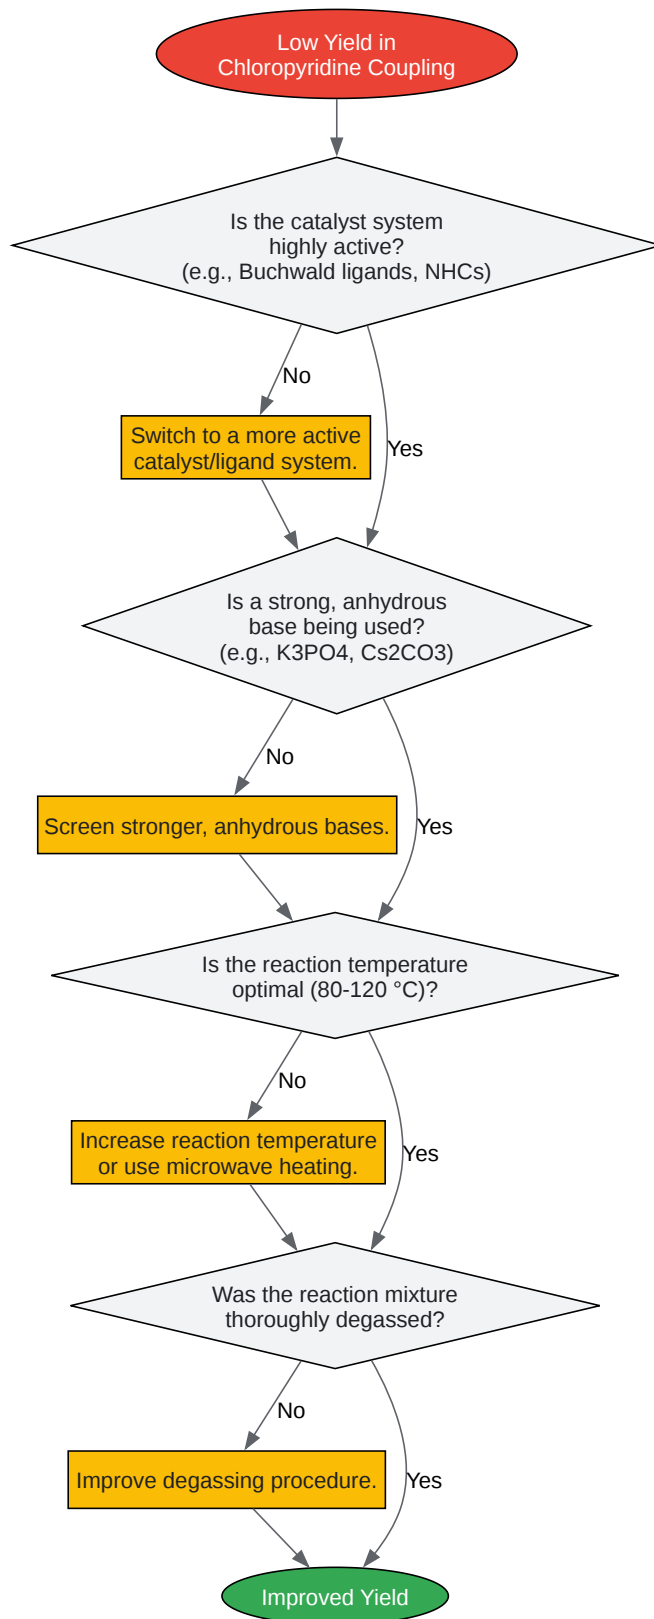 Low Yield in
Chloropyridine Coupling
Is the catalyst system
highly active?
(e.g., Buchwald ligands, NHCs)
No
Switch to a more active
catalyst/ligand system.
Yes
Is a strong, anhydrous
base being used?
(e.g., K3PO4, Cs2CO3)
No
Screen stronger, anhydrous bases.
Yes
Is the reaction temperature
optimal (80-120 °C)?
No
Increase reaction temperature
or use microwave heating.
Yes
Was the reaction mixture
thoroughly degassed?
No
Improve degassing procedure.
Yes
Improved Yield